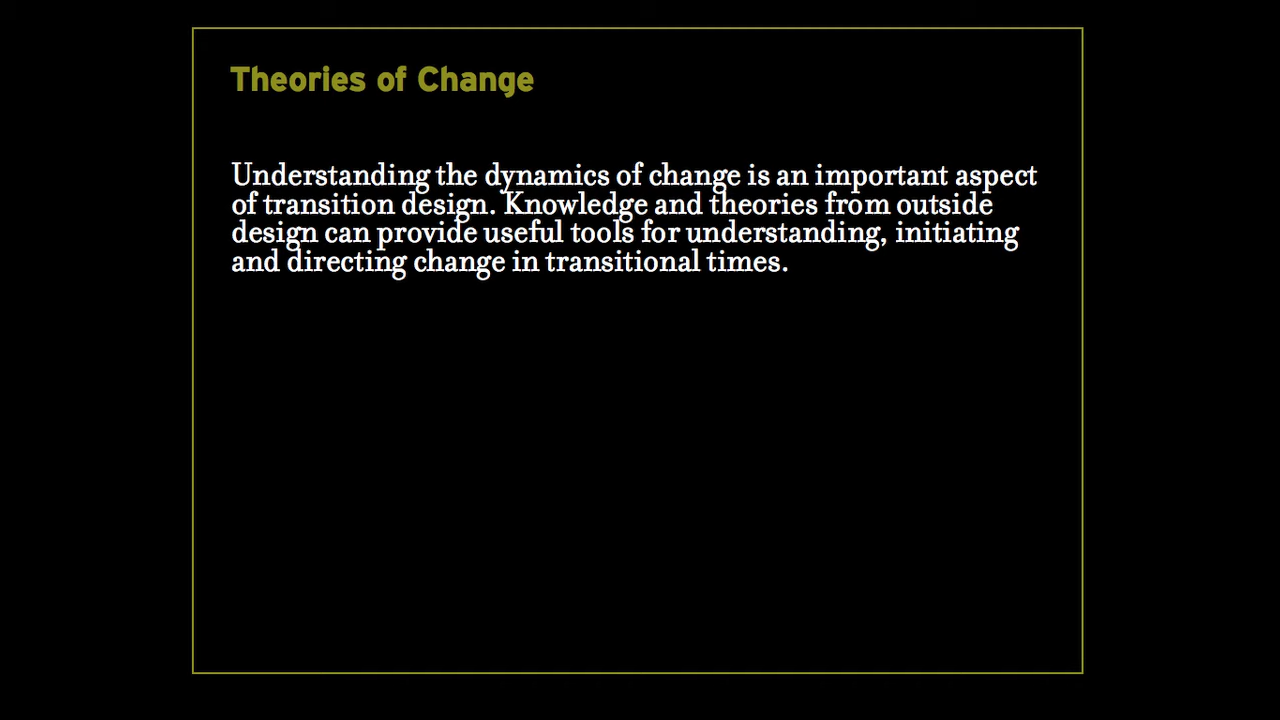 Theories of Change
Understanding the dynamics of change is an important aspect
of transition design. Knowledge and theories from outside
design can provide useful tools for understanding, initiating
and directing change in transitional times.